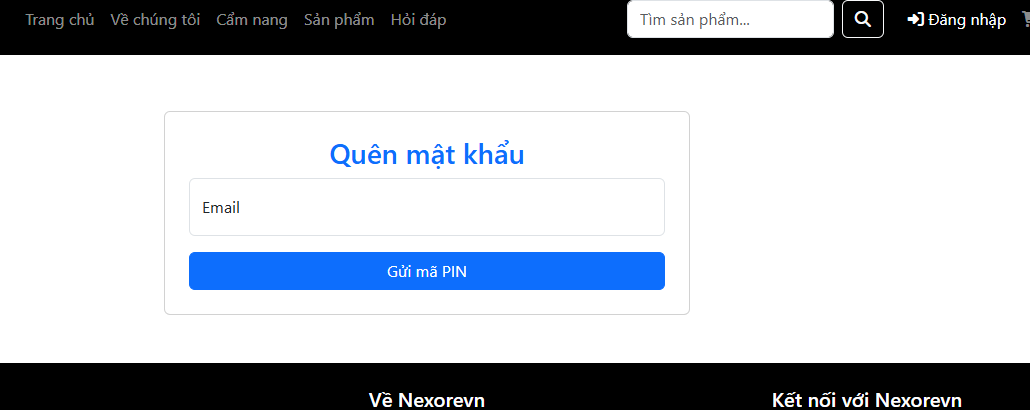 Trang chủ Về chúng tôi Cẩm nang Sản phẩm Hỏi đáp Tìm sản phẩm... Đăng nhập
Quên mật khẩu
Email
Gửi mã PIN
Về Nexorevn Kết nối với Nexorevn